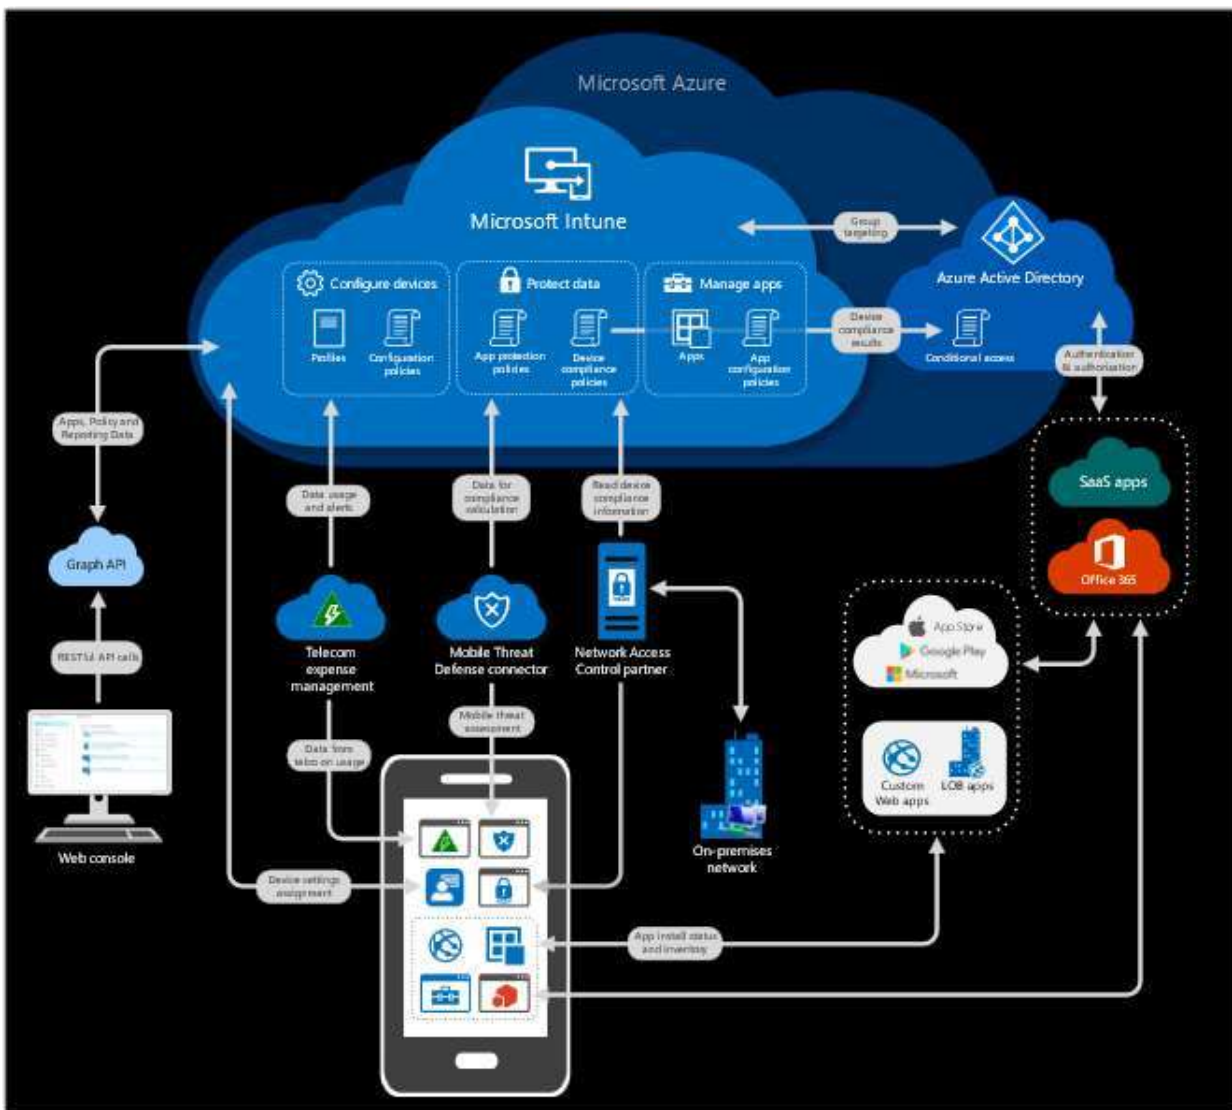 Microsoft Azure
Microsoft Intune
Group
targeting
Azure Active Directory
Configure devices
Protect data
Manage apps
Device
compliance
results
Profiles
Configuration
policies
App protection
policies
Device
compliance
policies
Apps
App
configuration
policies
Conditional access
Authentication
& authorization
Apps, Policy and
Reporting Data
SaaS apps
Office 365
Data usage
and alerts
Data for
compliance
calculation
Read device
compliance
information
Graph API
RESTful API calls
Telecom
expense
management
Mobile Threat
Defense connector
Network Access
Control partner
App Store
Google Play
Microsoft
Mobile threat
assessment
Data from
telco on usage
Custom
Web apps
LOB apps
Web console
On-premises
network
Device settings
assignment
App install status
and inventory